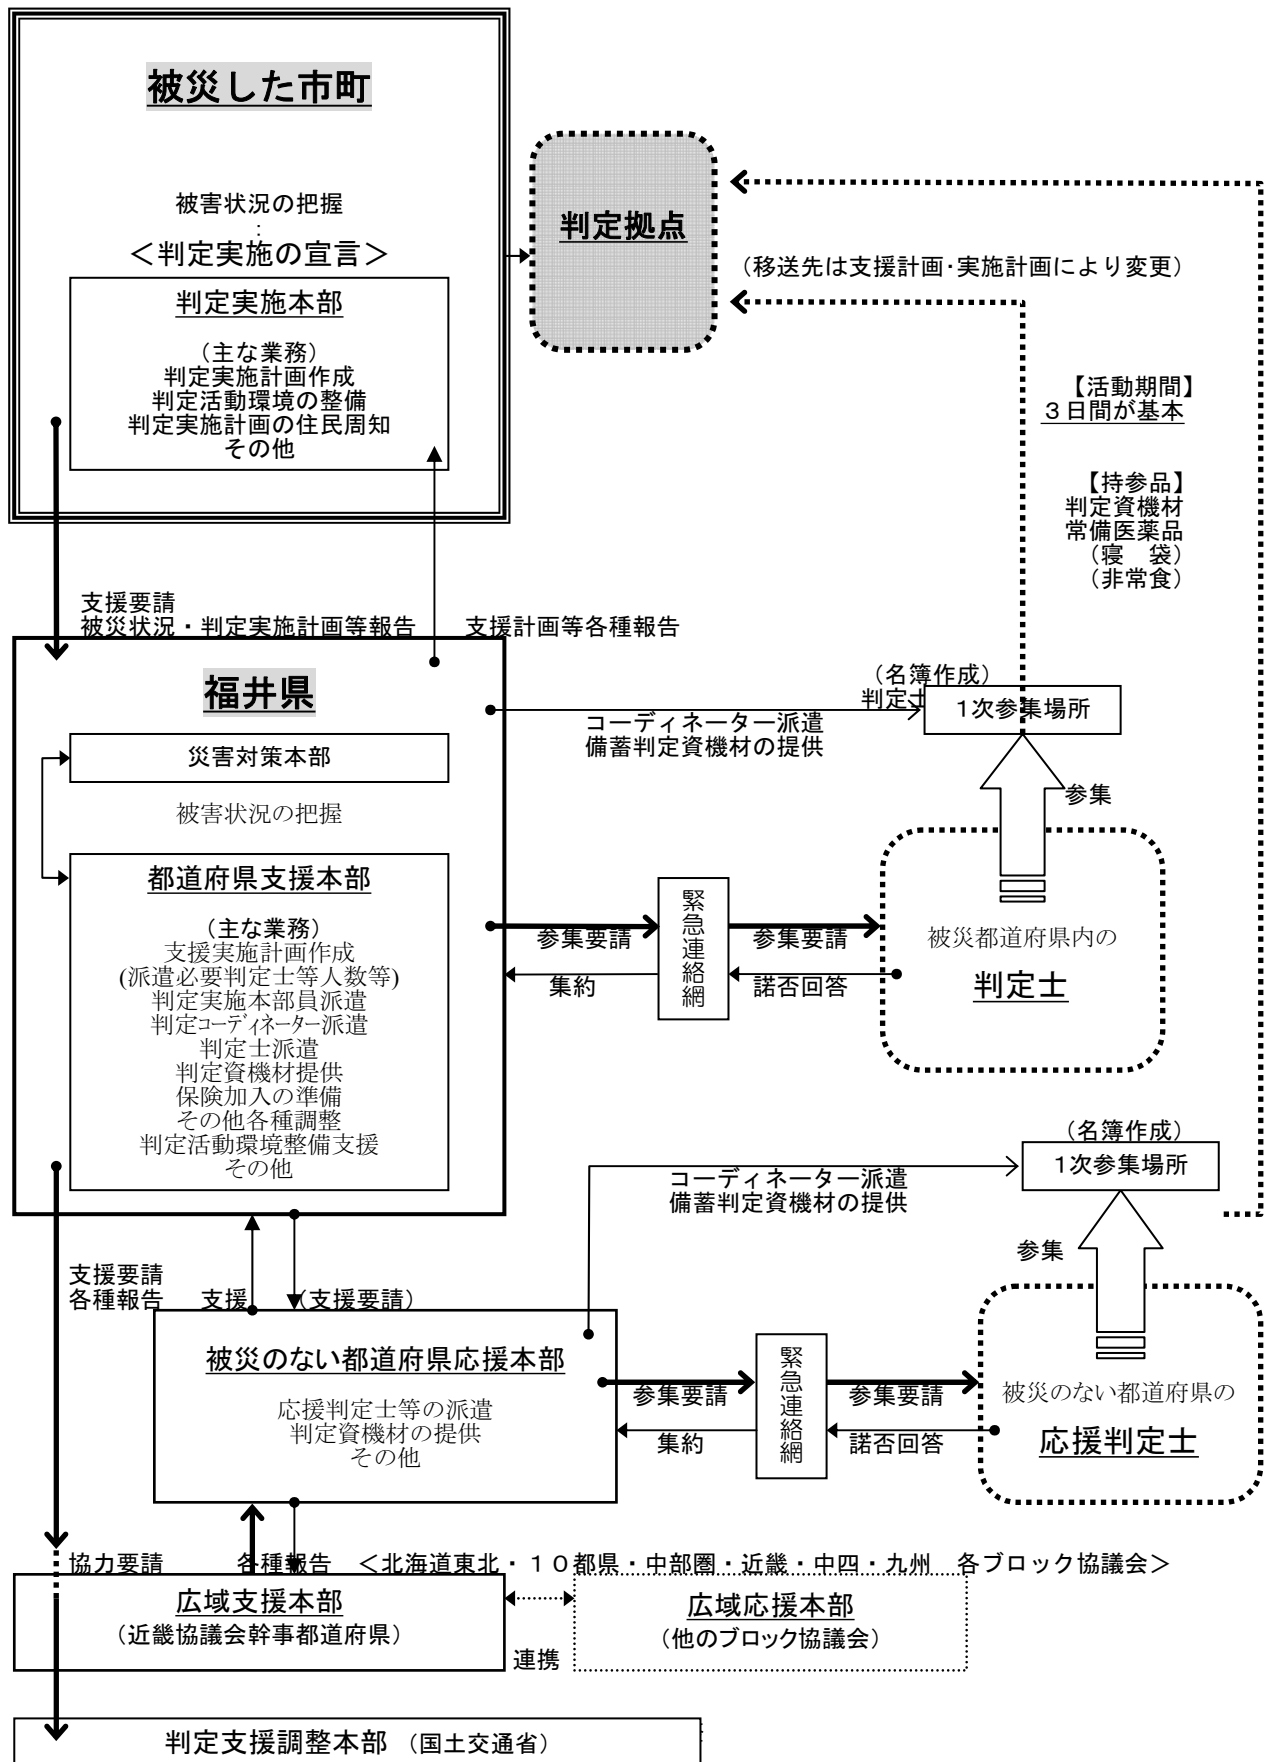 被災した市町
被害状況の把握
:
＜判定実施の宣言＞
判定実施本部
（主な業務）
判定実施計画作成
判定活動環境の整備
判定実施計画の住民周知
その他
判定拠点
（移送先は支援計画・実施計画により変更）
【活動期間】
３日間が基本
【持参品】
判定資機材
常備医薬品
（寝　袋）
（非常食）
支援要請
被災状況・判定実施計画等報告
支援計画等各種報告
福井県
災害対策本部
被害状況の把握
都道府県支援本部
（主な業務）
支援実施計画作成
(派遣必要判定士等人数等)
判定実施本部員派遣
判定ｺｰﾃﾞｨﾈｰﾀｰ派遣
判定士派遣
判定資機材提供
保険加入の準備
その他各種調整
判定活動環境整備支援
その他
コーディネーター派遣
備蓄判定資機材の提供
（名簿作成）
判定士
1次参集場所
参集
参集要請
集約
緊急連絡網
参集要請
諾否回答
被災都道府県内の
判定士
（名簿作成）
1次参集場所
コーディネーター派遣
備蓄判定資機材の提供
参集
支援要請
各種報告
支援
（支援要請）
被災のない都道府県応援本部
応援判定士等の派遣
判定資機材の提供
その他
参集要請
集約
緊急連絡網
参集要請
諾否回答
被災のない都道府県の
応援判定士
協力要請
各種報告
＜北海道東北・１０都県・中部圏・近畿・中四・九州　各ブロック協議会＞
広域支援本部
（近畿協議会幹事都道府県）
連携
広域応援本部
（他のブロック協議会）
判定支援調整本部（国土交通省）